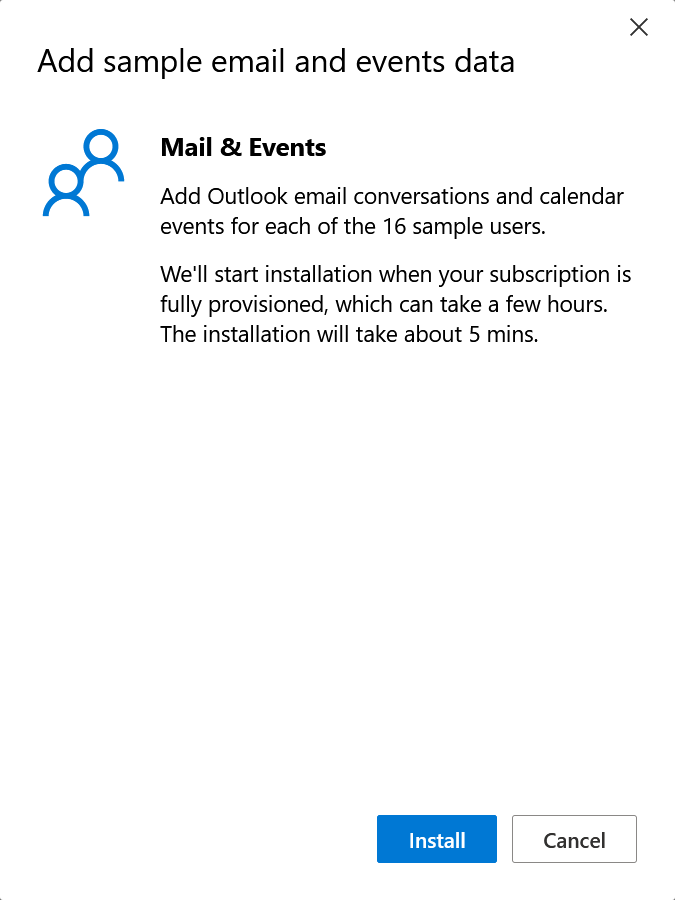 Add sample email and events data
Mail & Events
Add Outlook email conversations and calendar
events for each of the 16 sample users.
We'll start installation when your subscription is
fully provisioned, which can take a few hours.
The installation will take about 5 mins.
Install
Cancel